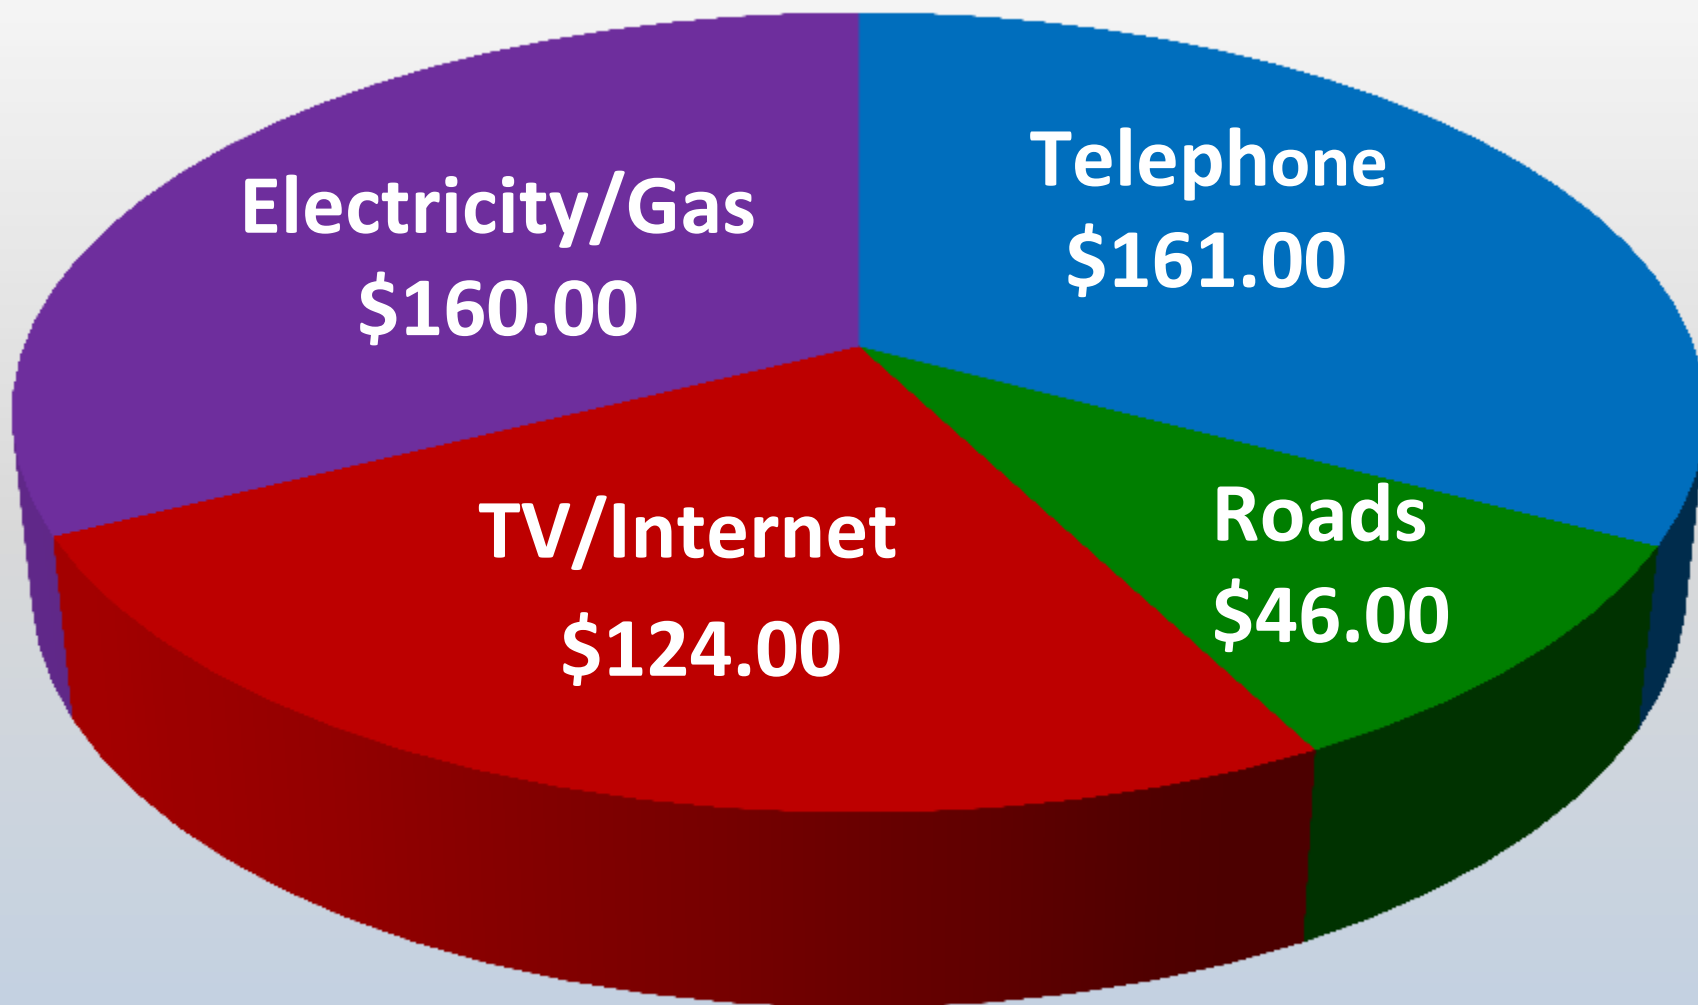 Electricity/Gas
$160.00
Telephone
$161.00
TV/Internet
$124.00
Roads
$46.00